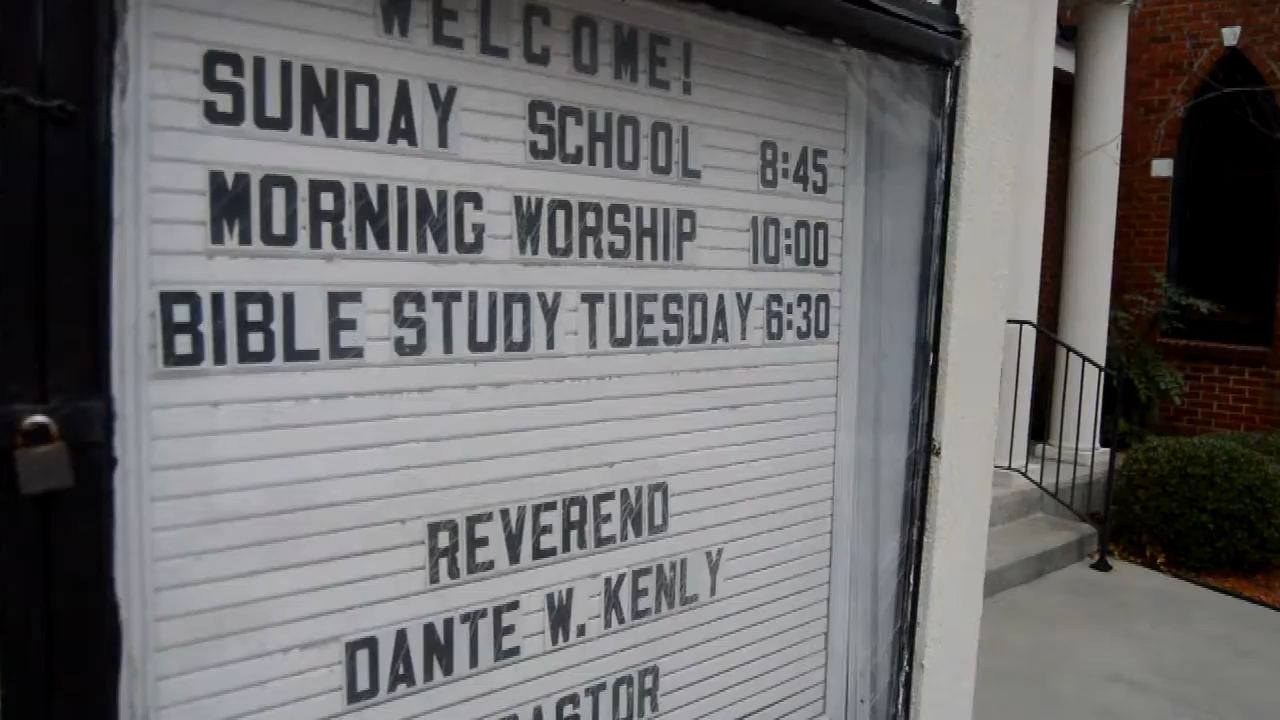 WELCOME!
SUNDAY SCHOOL 8:45
MORNING WORSHIP 10:00
BIBLE STUDY TUESDAY 6:30
REVEREND
DANTE W. KENLY
PASTOR